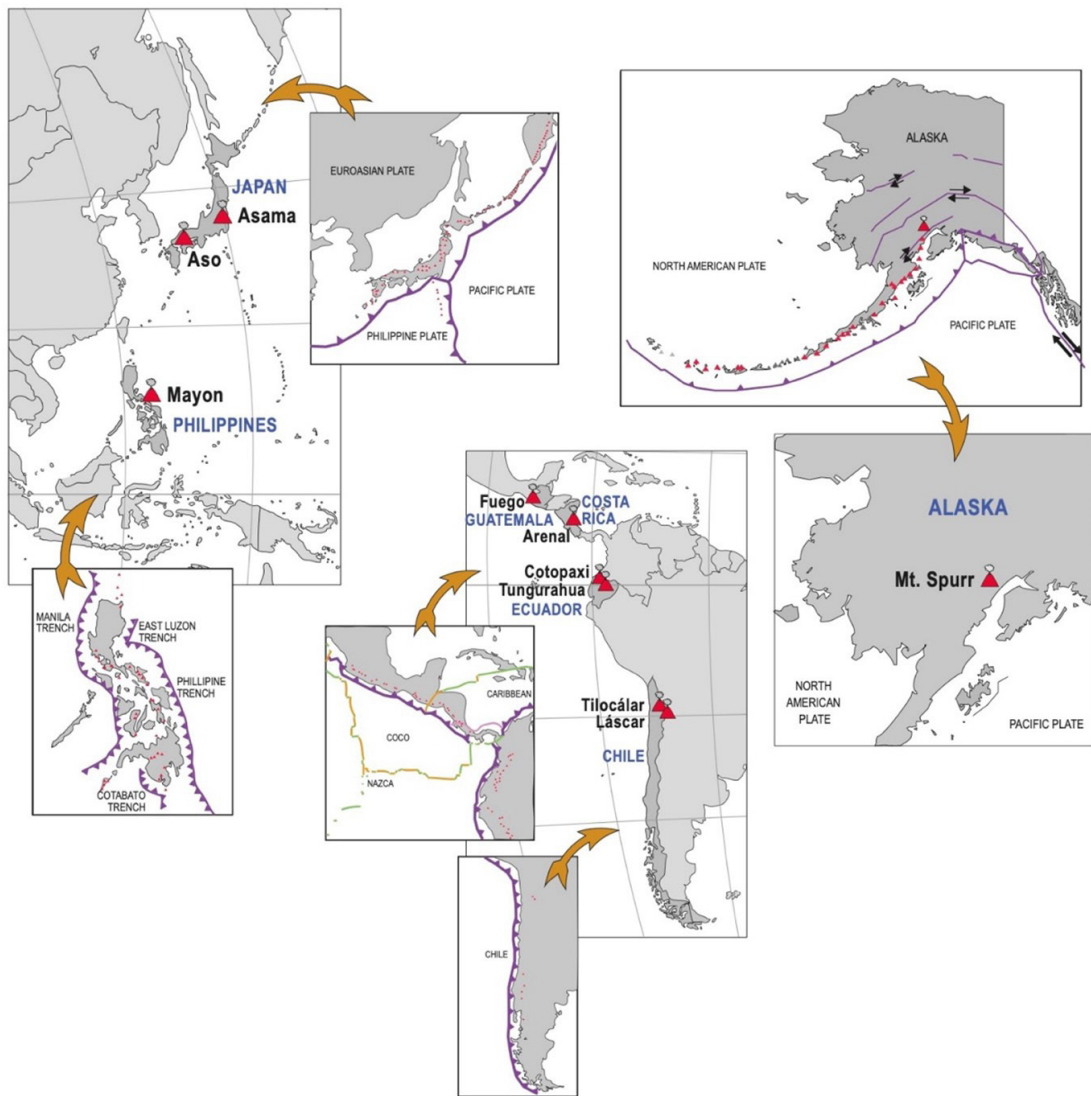 JAPAN
Asama
Aso
Mayon
PHILIPPINES
EUROASIAN PLATE
PACIFIC PLATE
PHILIPPINE PLATE
MANILA
TRENCH
EAST LUZON
TRENCH
PHILLIPINE
TRENCH
COTABATO
TRENCH
Fuego
GUATEMALA
COSTA
RICA
Arenal
Cotopaxi
Tungurrahua
ECUADOR
Tilocálar
Láscar
CHILE
CARIBBEAN
COCO
NAZCA
CHILE
ALASKA
NORTH AMERICAN PLATE
PACIFIC PLATE
ALASKA
Mt. Spurr
NORTH
AMERICAN
PLATE
PACIFIC PLATE